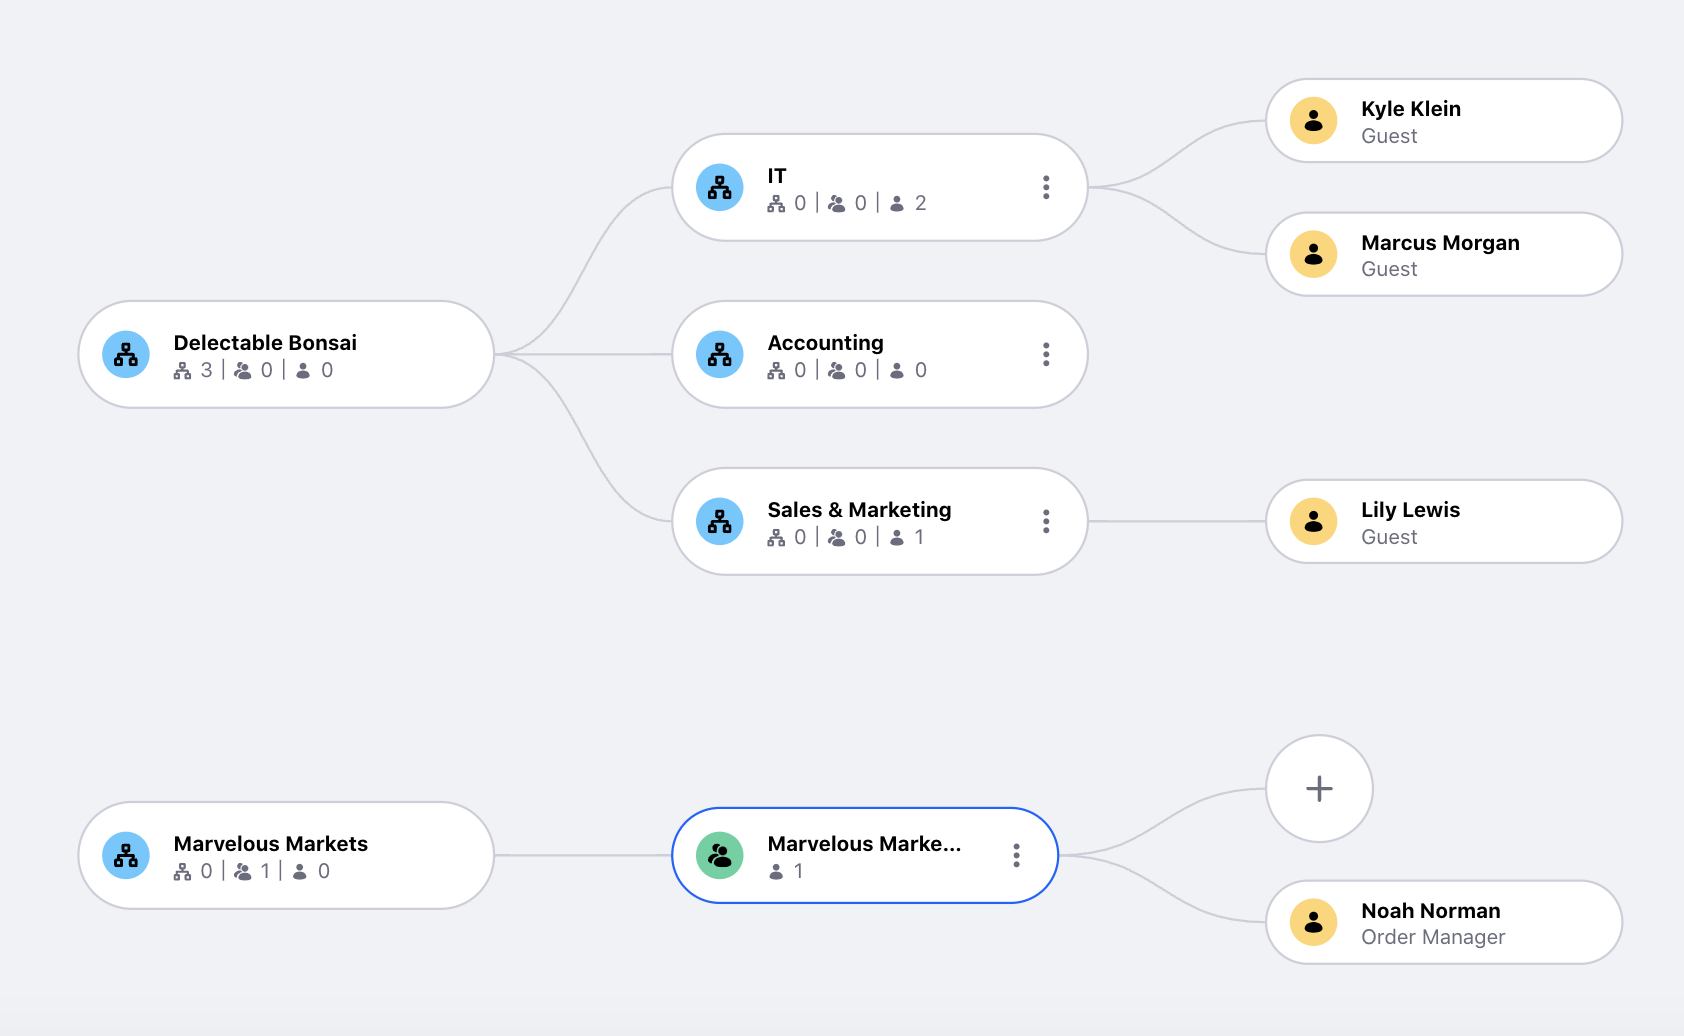 Kyle Klein
Guest
IT
0 | 0 | 2
Marcus Morgan
Guest
Delectable Bonsai
3 | 0 | 0
Accounting
0 | 0 | 0
Sales & Marketing
0 | 0 | 1
Lily Lewis
Guest
Marvelous Markets
0 | 1 | 0
Marvelous Marke...
1
Noah Norman
Order Manager